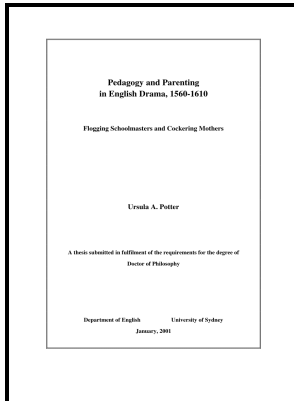 Pedagogy and Parenting
in English Drama, 1560-1610
Flogging Schoolmasters and Cockering Mothers
Ursula A. Potter
A thesis submitted in fulfilment of the requirements for the degree of
Doctor of Philosophy
Department of English University of Sydney
January, 2001